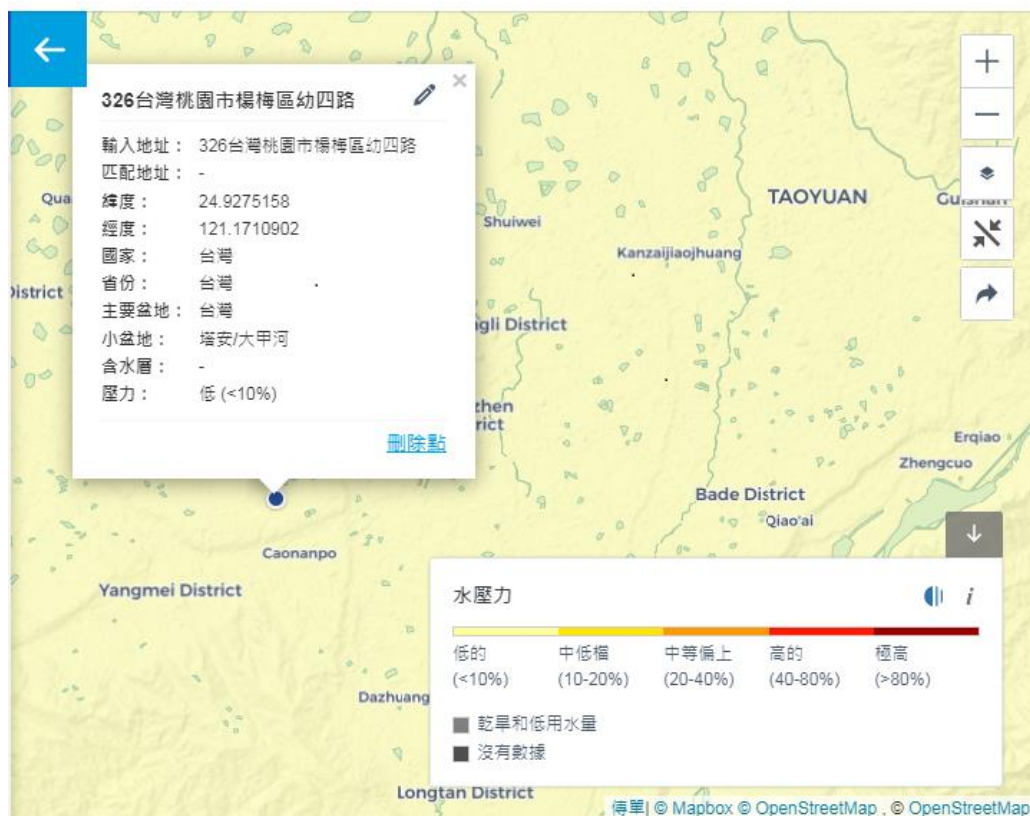 326台灣桃園市楊梅區幼四路
輸入地址： 326台灣桃園市楊梅區幼四路
匹配地址： -
緯度： 24.9275158
經度： 121.1710902
國家： 台灣
省份： 台灣
主要盆地： 台灣
小盆地： 塔安/大甲河
含水層： -
壓力： 低 (<10%)
刪除點
Qua
District
Shuiwei
TAOYUAN
Guishan
Kanzaijiaojhuang
gli District
zhen
rict
Erqiao
Zhengcuo
Bade District
Qiao'ai
Caonanpo
Yangmei District
Dazhuang
Longtan District
水壓力
i
低的 中低檔 中等偏上 高的 極高
(<10%) (10-20%) (20-40%) (40-80%) (>80%)
乾旱和低用水量
沒有數據
傳單| © Mapbox © OpenStreetMap , © OpenStreetMap